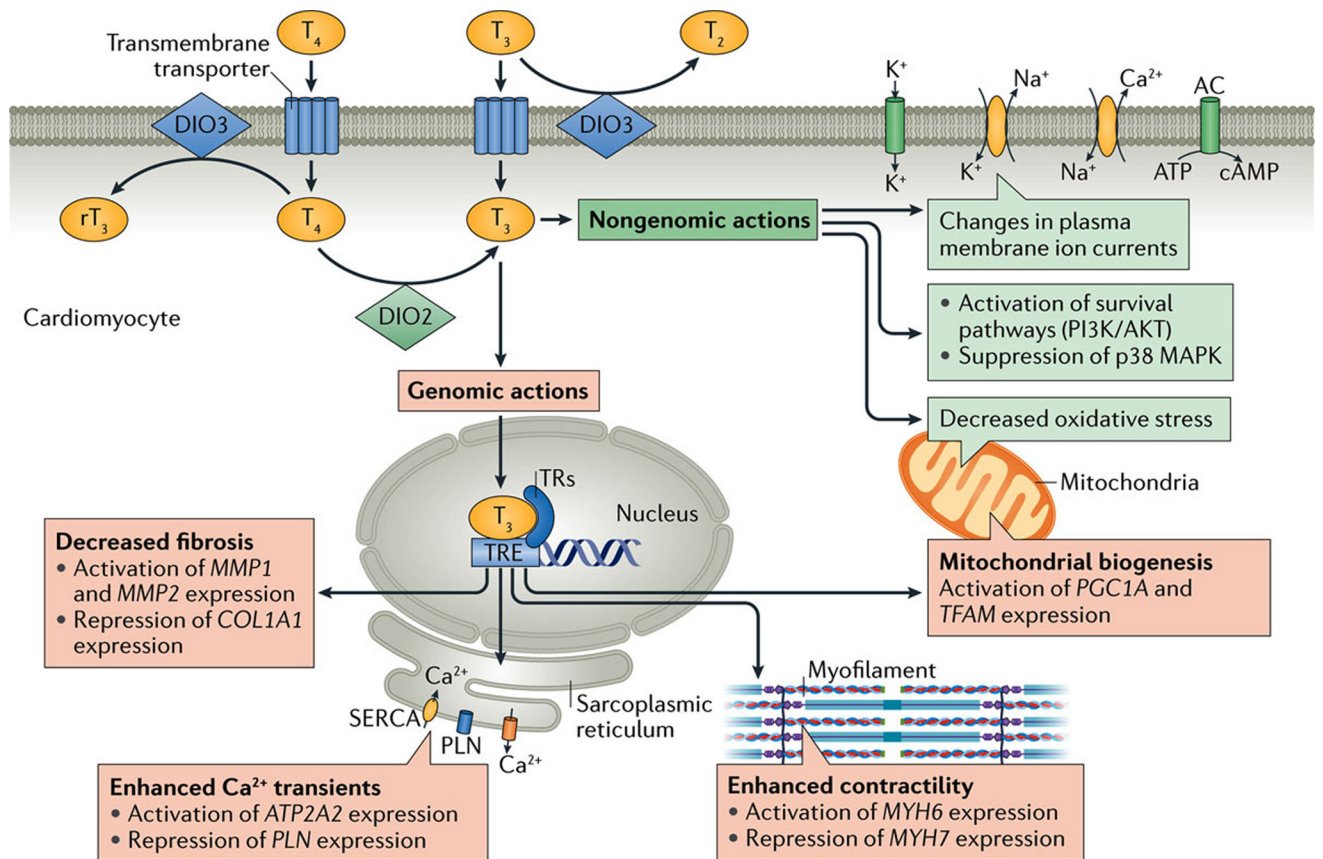 T₄
T₃
T₂
Transmembrane
transporter
DIO3
DIO3
K⁺
Na⁺
Ca²⁺
AC
K⁺
K⁺
Na⁺
ATP
cAMP
rT₃
T₄
T₃
Nongenomic actions
Changes in plasma
membrane ion currents
DIO2
Cardiomyocyte
• Activation of survival
pathways (PI3K/AKT)
• Suppression of p38 MAPK
Genomic actions
Decreased oxidative stress
Mitochondria
TRs
T₃
Nucleus
TRE
Decreased fibrosis
• Activation of MMP1
and MMP2 expression
• Repression of COL1A1
expression
Mitochondrial biogenesis
Activation of PGC1A and
TFAM expression
Ca²⁺
SERCA
PLN
Ca²⁺
Sarcoplasmic
reticulum
Myofilament
Enhanced Ca²⁺ transients
• Activation of ATP2A2 expression
• Repression of PLN expression
Enhanced contractility
• Activation of MYH6 expression
• Repression of MYH7 expression